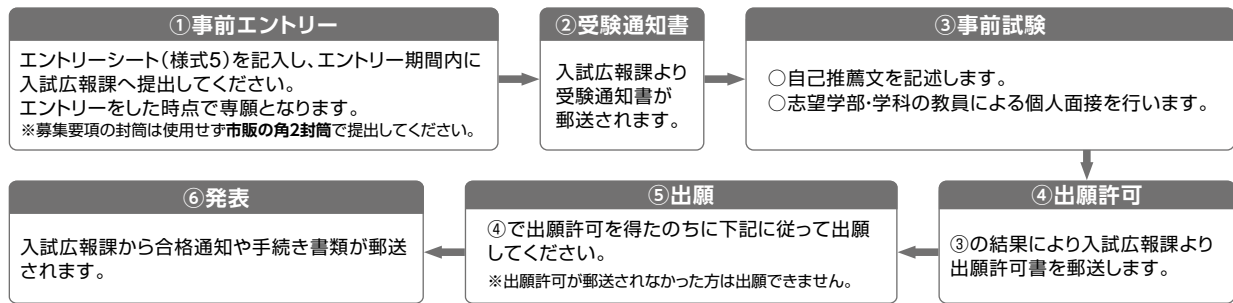 ①事前エントリー
エントリーシート(様式5)を記入し、エントリー期間内に
入試広報課へ提出してください。
エントリーをした時点で専願となります。
※募集要項の封筒は使用せず市販の角2封筒で提出してください。
②受験通知書
入試広報課より
受験通知書が
郵送されます。
③事前試験
○自己推薦文を記述します。
○志望学部・学科の教員による個人面接を行います。
④出願許可
③の結果により入試広報課より
出願許可書を郵送します。
⑤出願
④で出願許可を得たのちに下記に従って出願
してください。
※出願許可が郵送されなかった方は出願できません。
⑥発表
入試広報課から合格通知や手続き書類が郵送
されます。